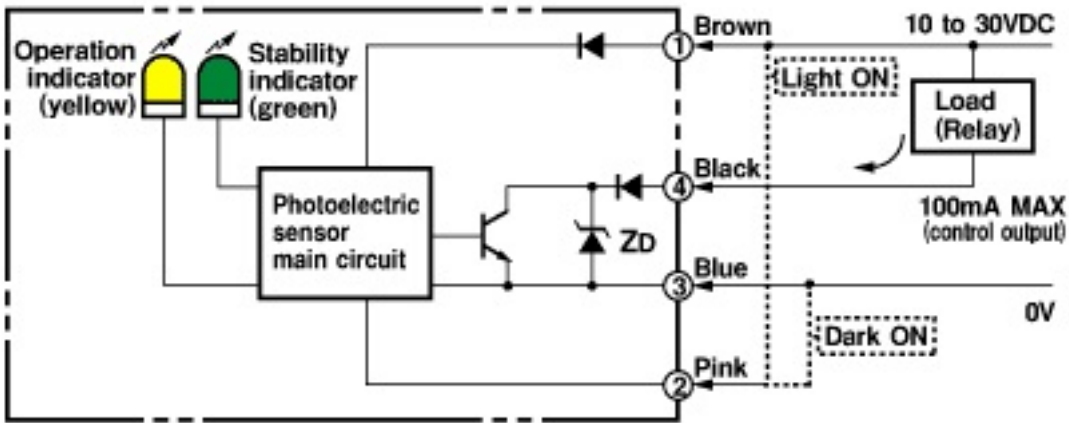 Operation
indicator
(yellow)
Stability
indicator
(green)
Photoelectric
sensor
main circuit
ZD
1
Brown
10 to 30VDC
Light ON
Load
(Relay)
4
Black
100mA MAX
(control output)
3
Blue
0V
Dark ON
2
Pink